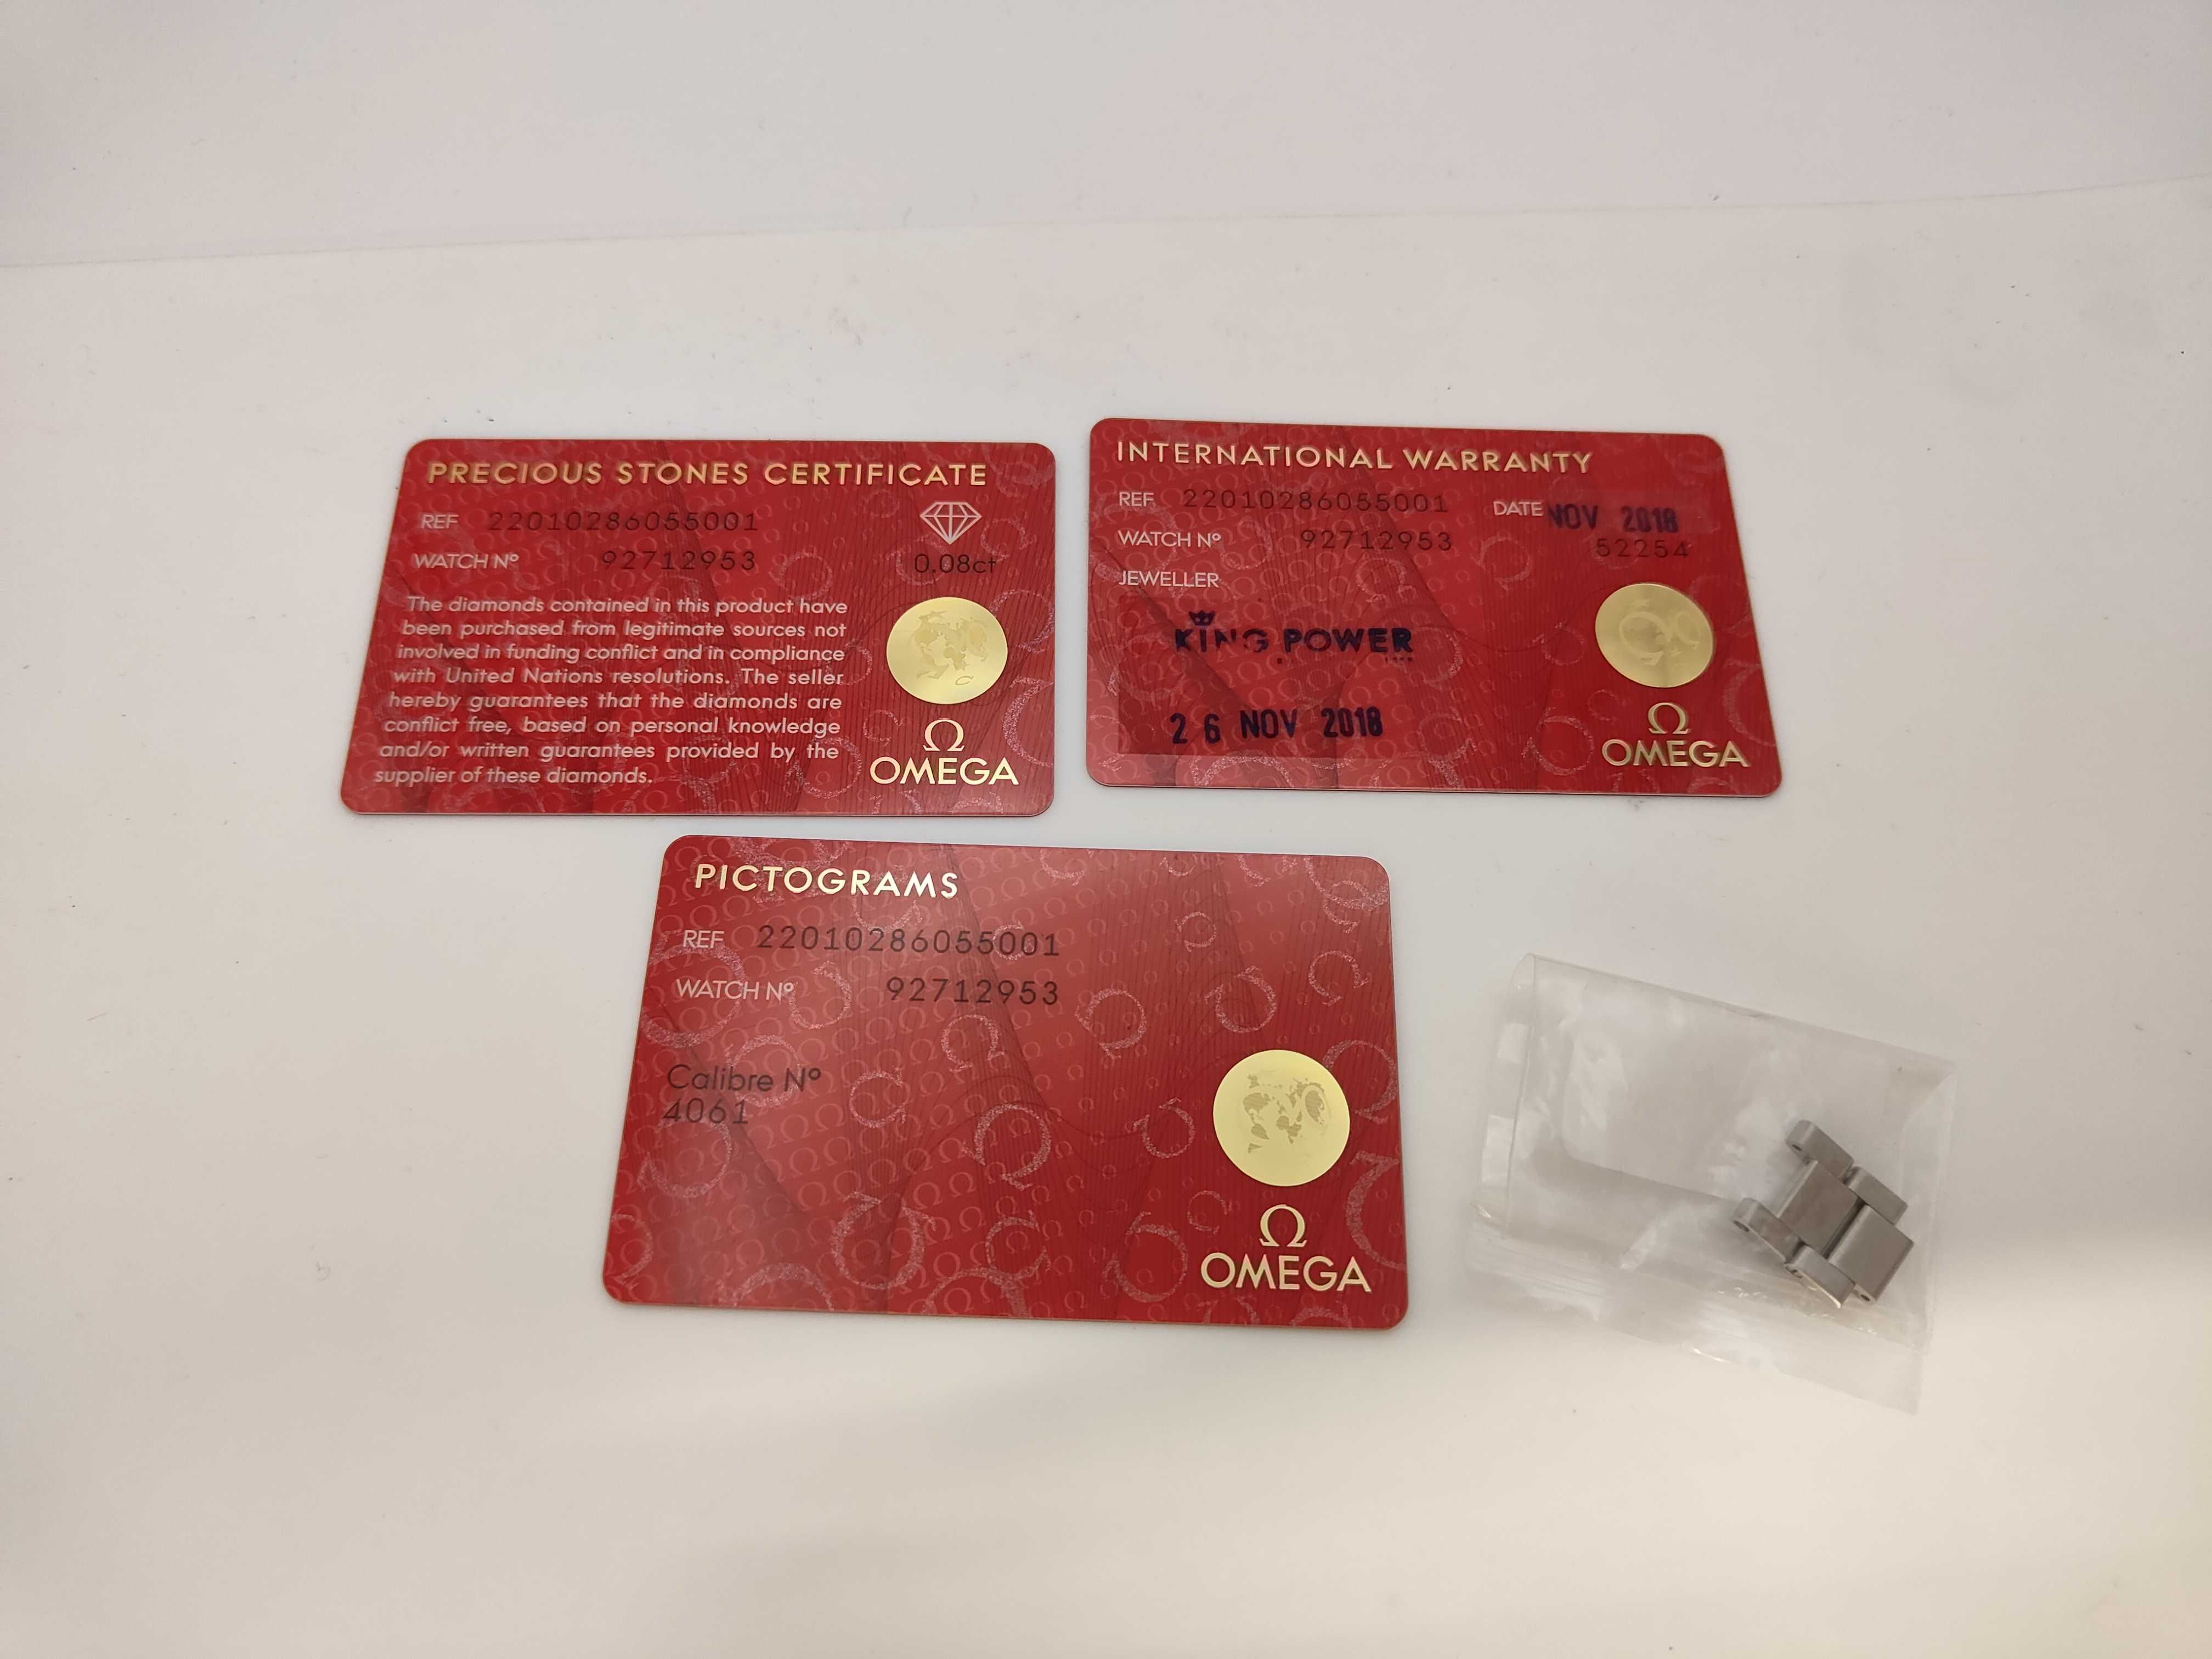 PRECIOUS STONES CERTIFICATE
REF 22010286055001
WATCH Nº 92712953
0.08ct
The diamonds contained in this product have
been purchased from legitimate sources not
involved in funding conflict and in compliance
with United Nations resolutions. The seller
hereby guarantees that the diamonds are
conflict free, based on personal knowledge
and/or written guarantees provided by the
supplier of these diamonds.
Ω
OMEGA
INTERNATIONAL WARRANTY
REF 22010286055001 DATE NOV 2018
WATCH Nº 92712953 52254
JEWELLER
KING POWER
26 NOV 2018
Ω
OMEGA
PICTOGRAMS
REF 22010286055001
WATCH Nº 92712953
Calibre Nº
4061
Ω
OMEGA